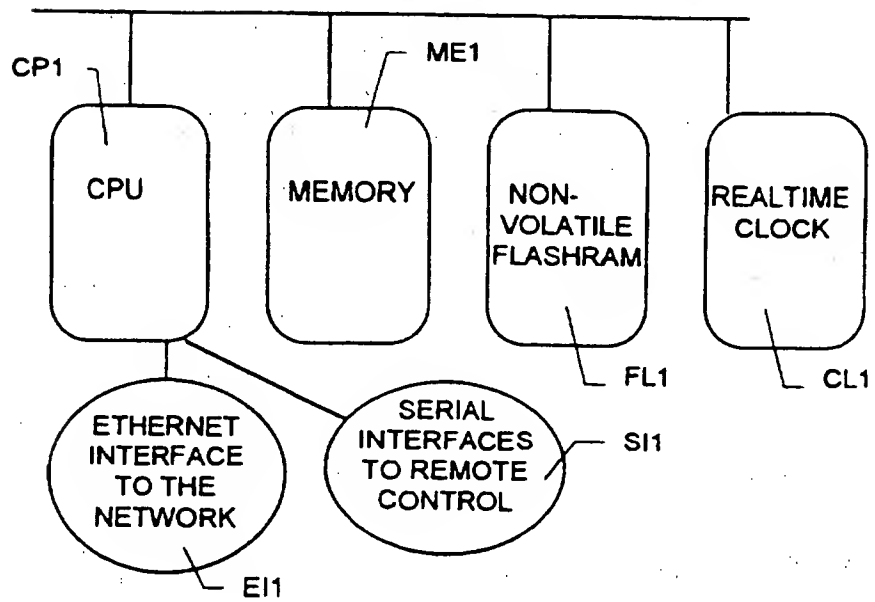 CP1
ME1
CPU
MEMORY
NON-
VOLATILE
FLASHRAM
REALTIME
CLOCK
FL1
CL1
ETHERNET
INTERFACE
TO THE
NETWORK
SERIAL
INTERFACES
TO REMOTE
CONTROL
SI1
EI1